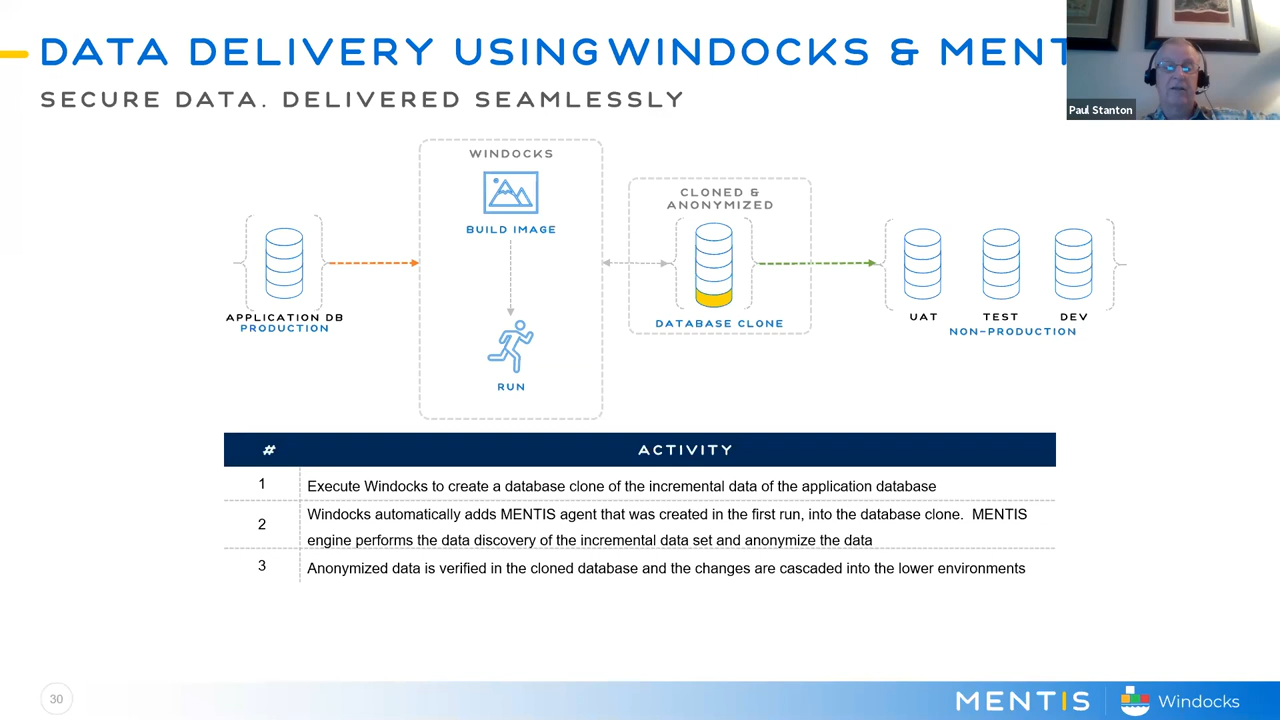 DATA DELIVERY USING WINDOCKS & MENT
SECURE DATA. DELIVERED SEAMLESSLY
Paul Stanton
WINDOCKS
BUILD IMAGE
RUN
CLONED &
ANONYMIZED
DATABASE CLONE
APPLICATION DB
PRODUCTION
UAT TEST DEV
NON-PRODUCTION
# ACTIVITY
1 Execute Windocks to create a database clone of the incremental data of the application database
2 Windocks automatically adds MENTIS agent that was created in the first run, into the database clone. MENTIS
engine performs the data discovery of the incremental data set and anonymize the data
3 Anonymized data is verified in the cloned database and the changes are cascaded into the lower environments
30
MENTIS
Windocks